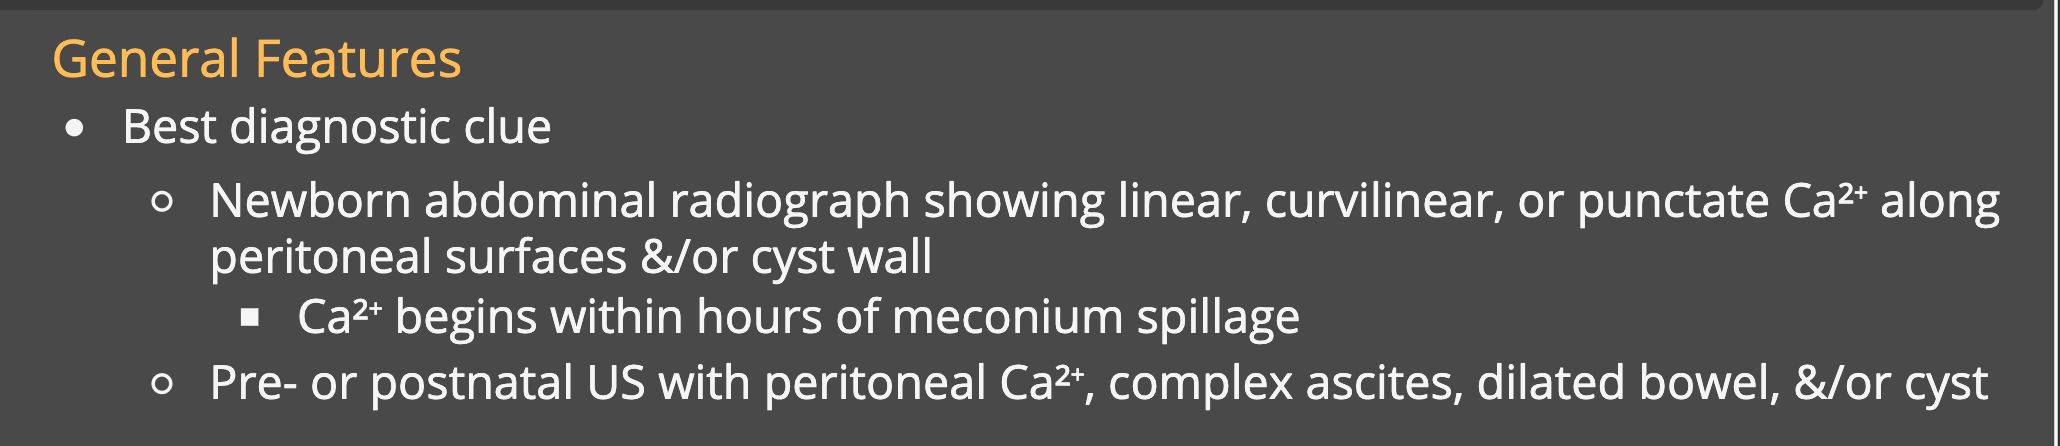 General Features
• Best diagnostic clue
○ Newborn abdominal radiograph showing linear, curvilinear, or punctate Ca²⁺ along
peritoneal surfaces &/or cyst wall
▪ Ca²⁺ begins within hours of meconium spillage
○ Pre- or postnatal US with peritoneal Ca²⁺, complex ascites, dilated bowel, &/or cyst